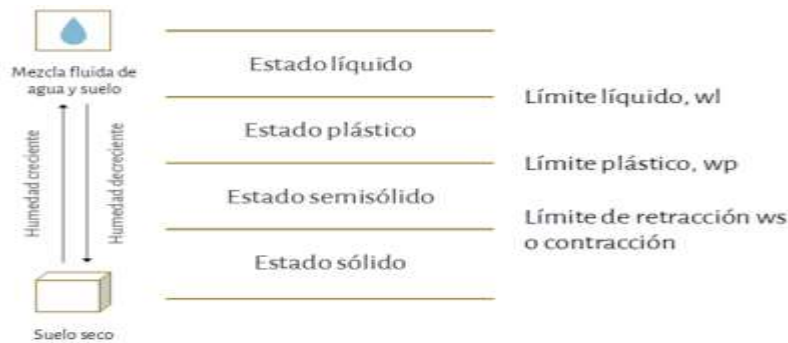 Mezcla fluida de
agua y suelo
Humedad creciente
Humedad decreciente
Suelo seco
Estado líquido
Estado plástico
Estado semisólido
Estado sólido
Límite líquido, wl
Límite plástico, wp
Límite de retracción ws
o contracción